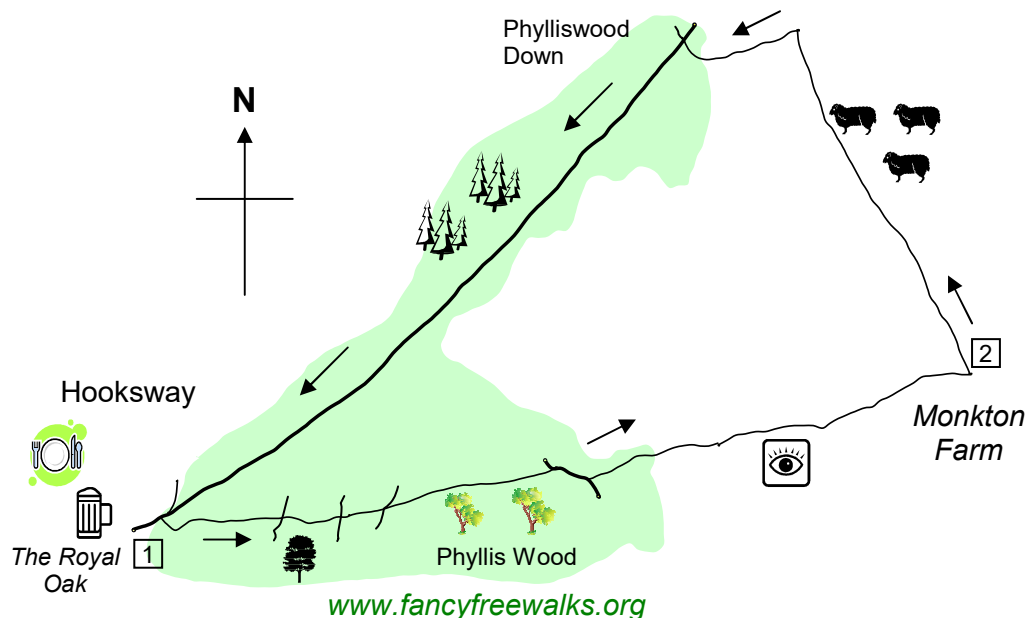 Phylliswood
Down
N
Hooksway
2
Monkton
Farm
1
The Royal
Oak
Phyllis Wood
www.fancyfreewalks.org